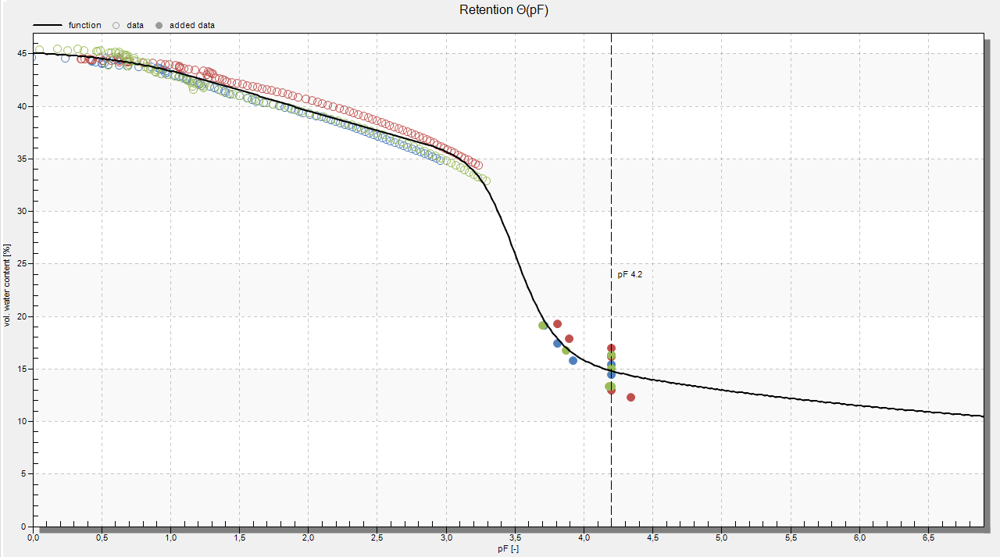 Retention Θ(pF)
function data added data
vol. water content [%]
45
40
35
30
25
20
15
10
5
0
pF 4.2
0,0 0,5 1,0 1,5 2,0 2,5 3,0 3,5 4,0 4,5 5,0 5,5 6,0 6,5
pF [-]